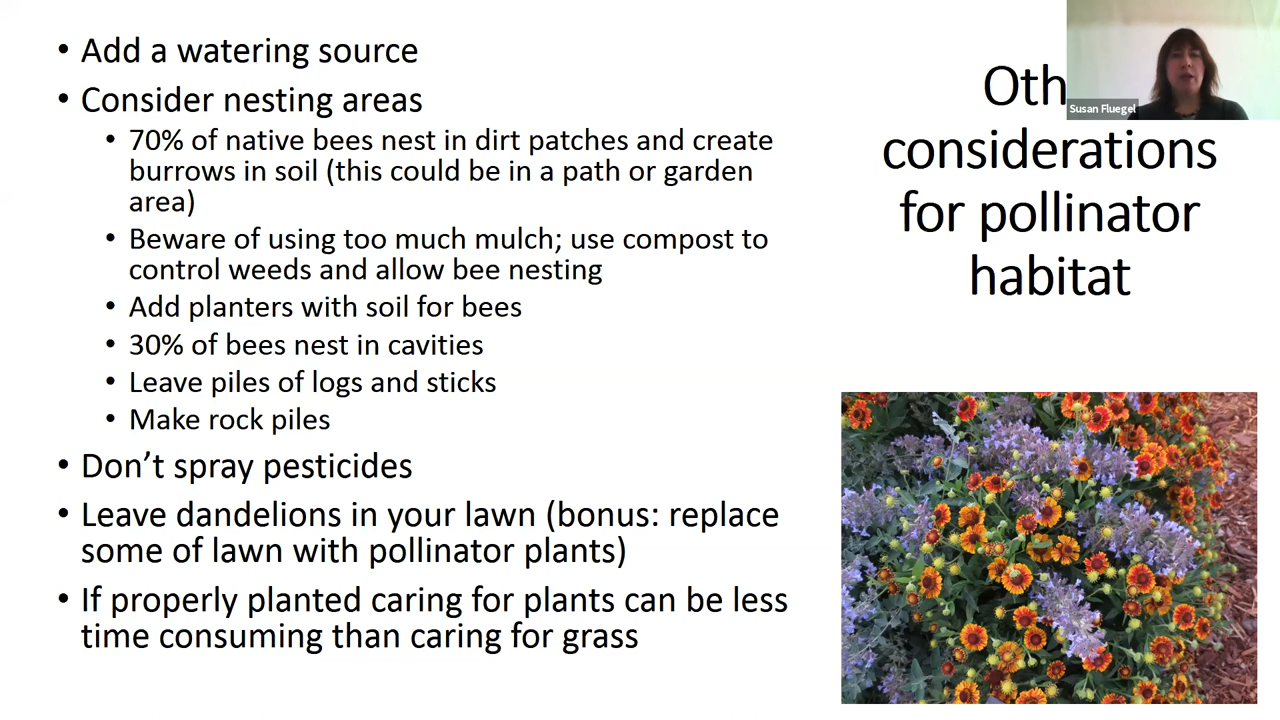 • Add a watering source
• Consider nesting areas
• 70% of native bees nest in dirt patches and create
burrows in soil (this could be in a path or garden
area)
• Beware of using too much mulch; use compost to
control weeds and allow bee nesting
• Add planters with soil for bees
• 30% of bees nest in cavities
• Leave piles of logs and sticks
• Make rock piles
• Don’t spray pesticides
• Leave dandelions in your lawn (bonus: replace
some of lawn with pollinator plants)
• If properly planted caring for plants can be less
time consuming than caring for grass
Oth
considerations
for pollinator
habitat
Susan Fluegel